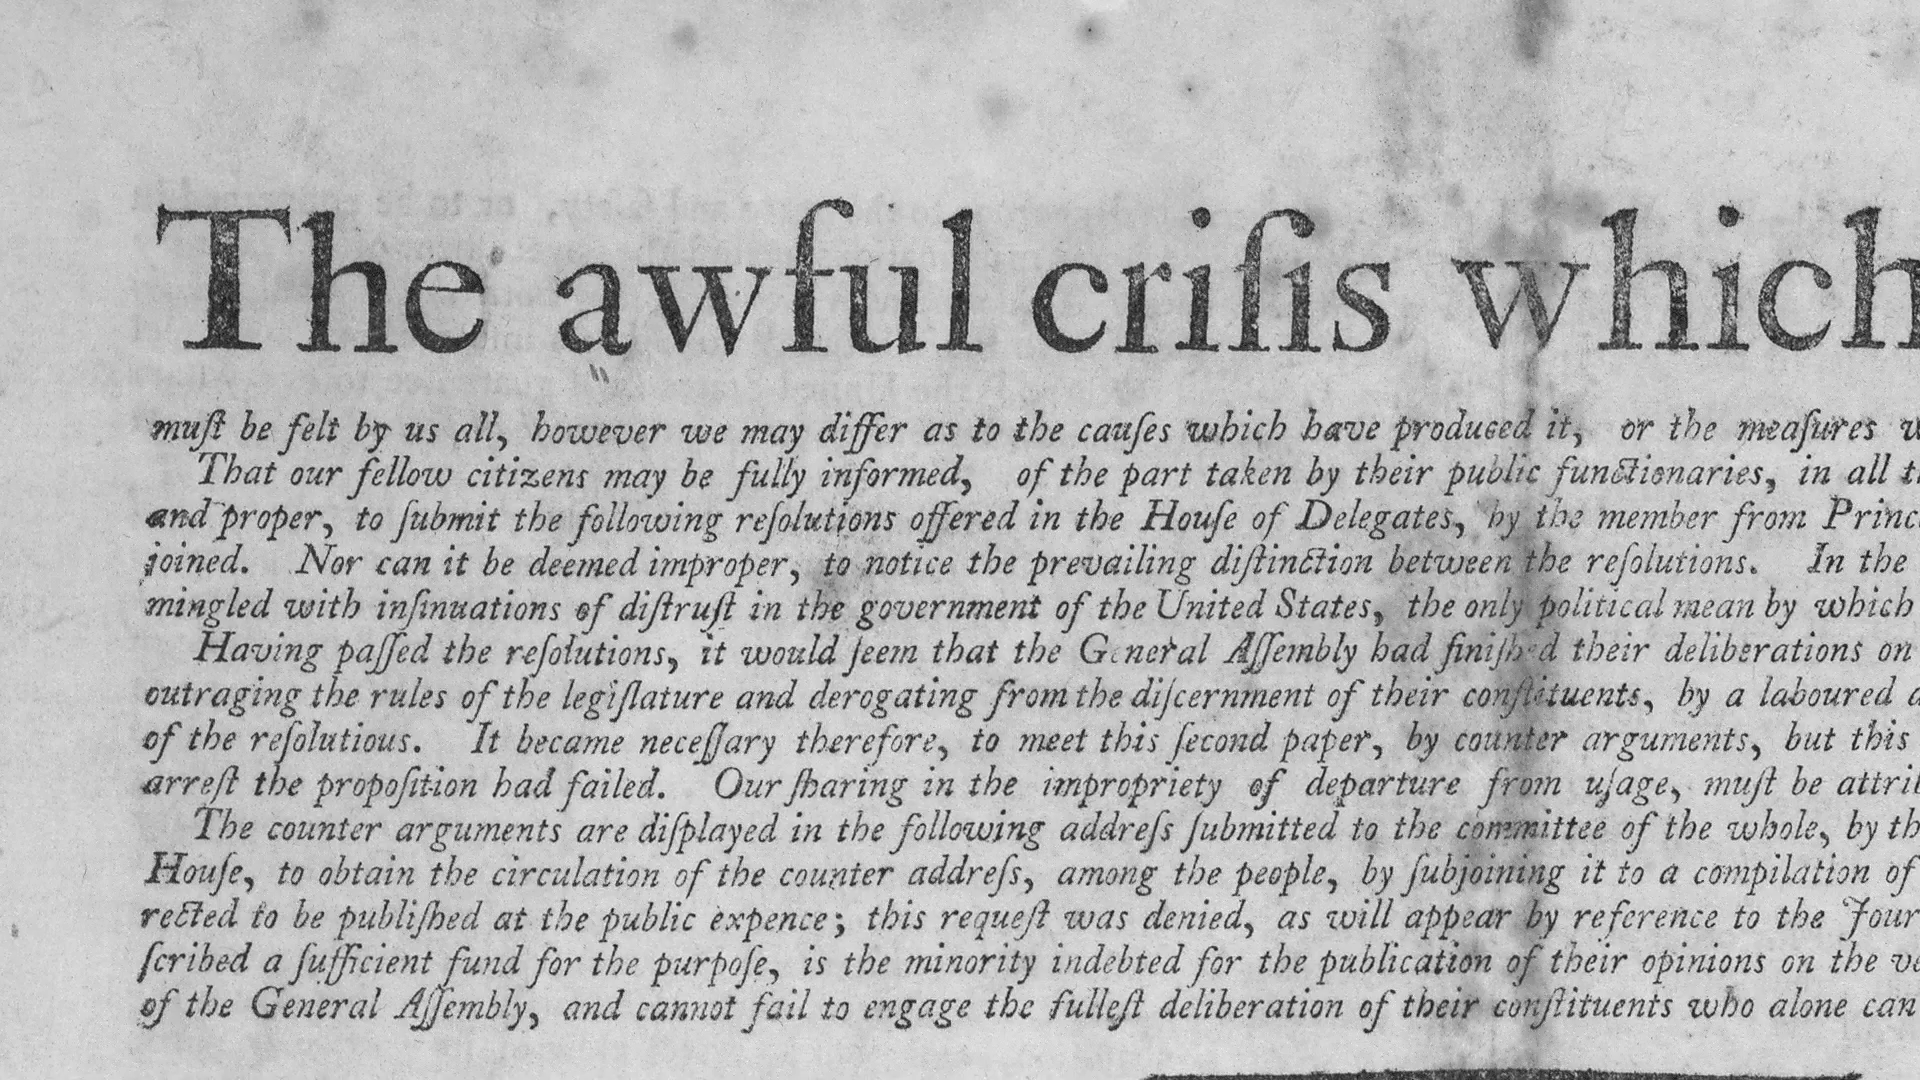 The awful criſis which
muſt be felt by us all, however we may differ as to the cauſes which have produced it, or the meaſures
That our fellow citizens may be fully informed, of the part taken by their public functionaries, in all
and proper, to ſubmit the following reſolutions offered in the Houſe of Delegates, by the member from
joined. Nor can it be deemed improper, to notice the prevailing diſtinction between the reſolutions. In the
mingled with inſinuations of diſtruſt in the government of the United States, the only political mean by which
Having paſſed the reſolutions, it would ſeem that the General Aſſembly had finiſhed their deliberations on
outraging the rules of the legiſlature and derogating from the diſcernment of their conſtituents, by a laboured
of the reſolutious. It became neceſſary therefore, to meet this ſecond paper, by counter arguments, but this
arreſt the propoſition had failed. Our ſharing in the impropriety of departure from uſage, muſt be
The counter arguments are diſplayed in the following addreſs ſubmitted to the committee of the whole, by
Houſe, to obtain the circulation of the counter addreſs, among the people, by ſubjoining it to a compilation of
rected to be publiſhed at the public expence; this requeſt was denied, as will appear by reference to the
ſcribed a ſufficient fund for the purpoſe, is the minority indebted for the publication of their opinions on the
of the General Aſſembly, and cannot fail to engage the fulleſt deliberation of their conſtituents who alone can